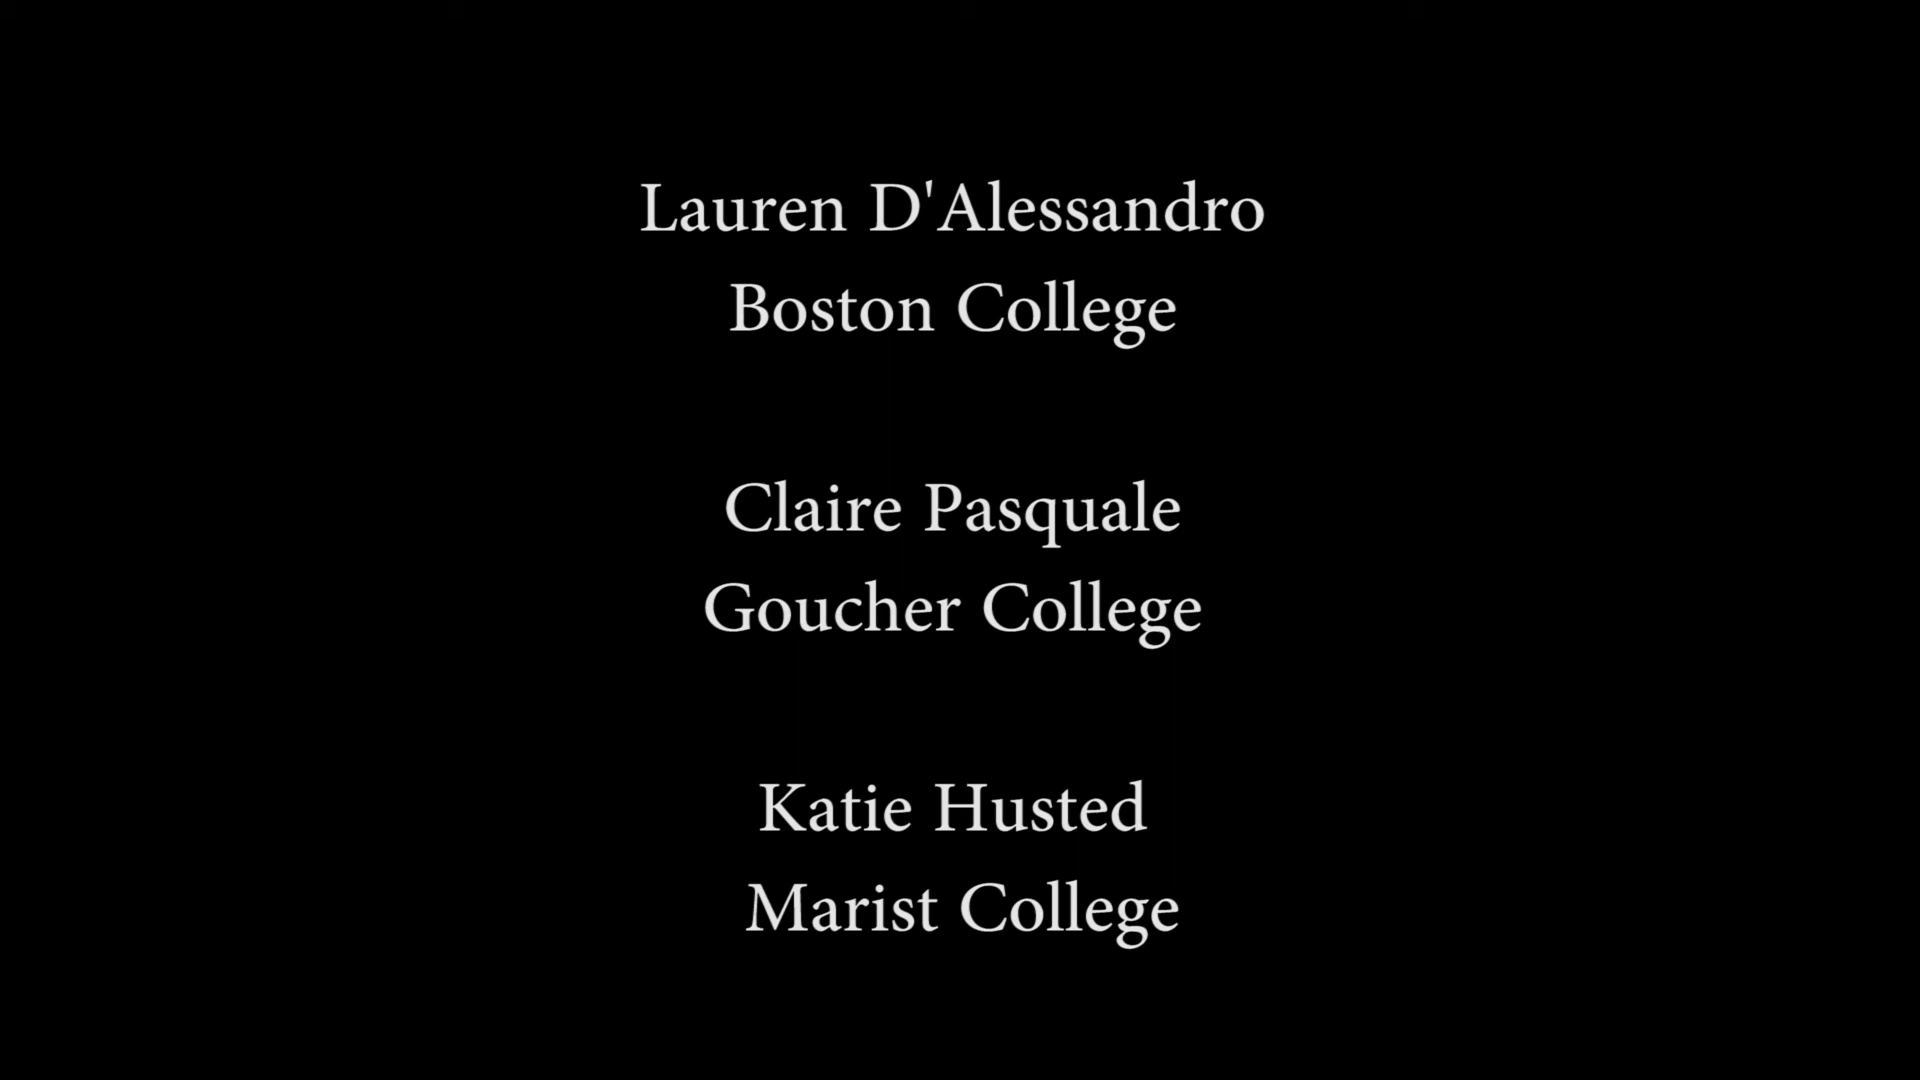 Lauren D'Alessandro
Boston College
Claire Pasquale
Goucher College
Katie Husted
Marist College